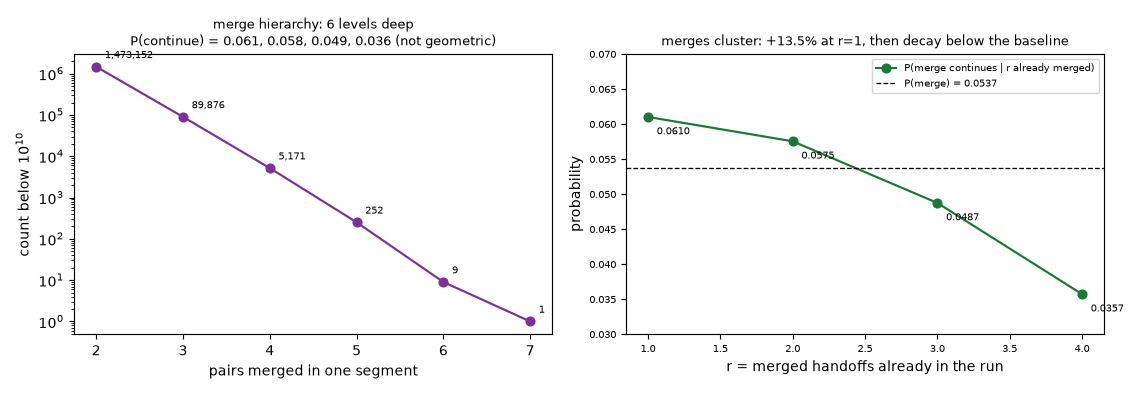 merge hierarchy: 6 levels deep
P(continue) = 0.061, 0.058, 0.049, 0.036 (not geometric)
count below 10^10
10^6
10^5
10^4
10^3
10^2
10^1
10^0
1,473,152
89,876
5,171
252
9
1
2 3 4 5 6 7
pairs merged in one segment
merges cluster: +13.5% at r=1, then decay below the baseline
probability
0.070
0.065
0.060
0.055
0.050
0.045
0.040
0.035
0.030
P(merge continues | r already merged)
P(merge) = 0.0537
0.0610
0.0575
0.0487
0.0357
1.0 1.5 2.0 2.5 3.0 3.5 4.0
r = merged handoffs already in the run